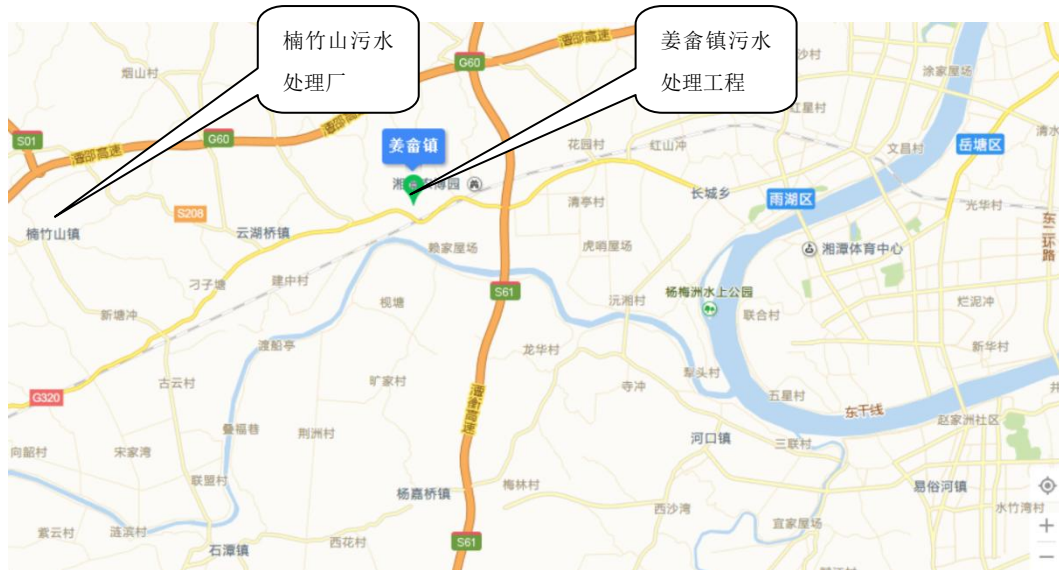 楠竹山污水
处理厂
姜畲镇污水
处理工程
潭邵高速
G60
沙村
涂家屋场
烟山村
红星村
清水
S01
G60
潭邵高速
姜畲镇
花园村
红山冲
文昌村
岳塘区
长城乡
雨湖区
光华村
S208
清亭村
东二环路
楠竹山镇
云湖桥镇
赖家屋场
虎哨屋场
湘潭体育中心
刁子塘
建中村
S61
杨梅洲水上公园
沅湘村
烂泥冲
新塘冲
枧塘
联合村
渡船亭
龙华村
新华村
古云村
旷家村
犁头村
寺冲
五星村
G320
潭衡高速
东干线
赵家洲社区
叠福巷
荆洲村
河口镇
三联村
向韶村
宋家湾
联盟村
杨嘉桥镇
梅林村
易俗河镇
西沙湾
水竹湾村
紫云村
涟滨村
宜家屋场
石潭镇
西花村
S61